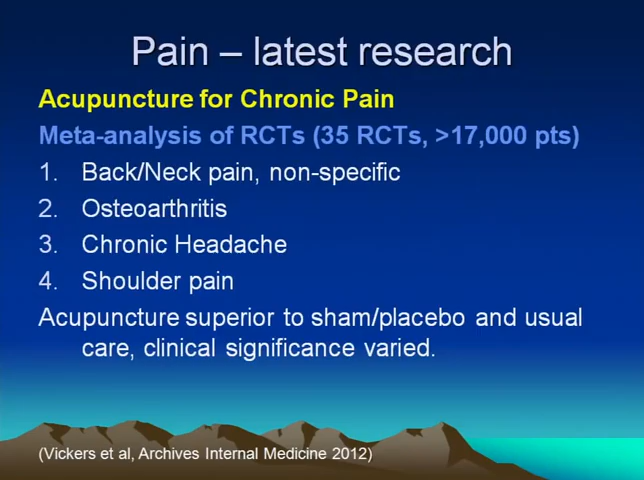 Pain – latest research
Acupuncture for Chronic Pain
Meta-analysis of RCTs (35 RCTs, >17,000 pts)
1. Back/Neck pain, non-specific
2. Osteoarthritis
3. Chronic Headache
4. Shoulder pain
Acupuncture superior to sham/placebo and usual
care, clinical significance varied.
(Vickers et al, Archives Internal Medicine 2012)